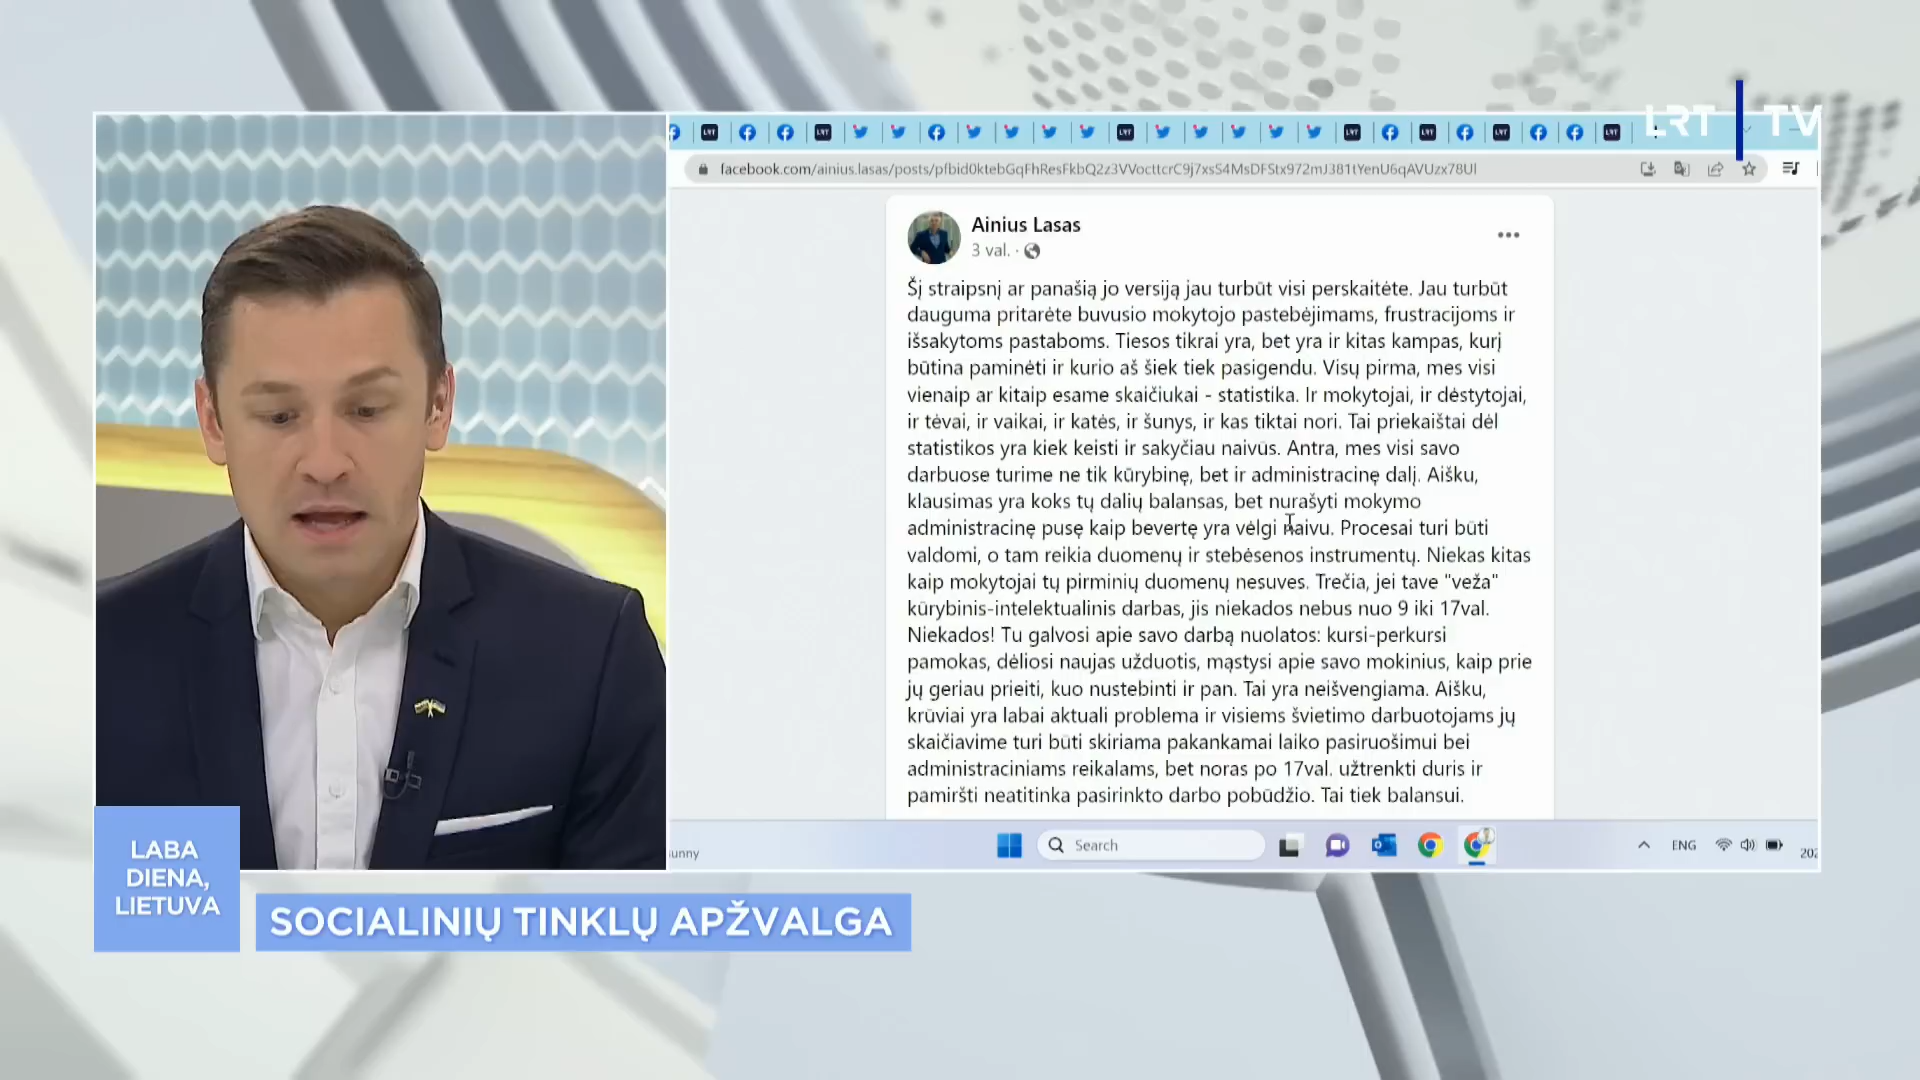 LRT TV
facebook.com/ainius.lasas/posts/pfbid0ktebGqFhResFkbQ2z3VVocttcrC9j7xsS4MsDFStx972mJ381tYenU6qAVUzx78Ul
Ainius Lasas
3 val. ·
Šį straipsnį ar panašią jo versiją jau turbūt visi perskaitėte. Jau turbūt
dauguma pritarėte buvusio mokytojo pastebėjimams, frustracijoms ir
išsakytoms pastaboms. Tiesos tikrai yra, bet yra ir kitas kampas, kurį
būtina paminėti ir kurio aš šiek tiek pasigendu. Visų pirma, mes visi
vienaip ar kitaip esame skaičiukai - statistika. Ir mokytojai, ir dėstytojai,
ir tėvai, ir vaikai, ir katės, ir šunys, ir kas tiktai nori. Tai priekaištai dėl
statistikos yra kiek keisti ir sakyčiau naivūs. Antra, mes visi savo
darbuose turime ne tik kūrybinę, bet ir administracinę dalį. Aišku,
klausimas yra koks tų dalių balansas, bet nurašyti mokymo
administracinę pusę kaip bevertę yra vėlgi naivu. Procesai turi būti
valdomi, o tam reikia duomenų ir stebėsenos instrumentų. Niekas kitas
kaip mokytojai tų pirminių duomenų nesuves. Trečia, jei tave "veža"
kūrybinis-intelektualinis darbas, jis niekados nebus nuo 9 iki 17val.
Niekados! Tu galvosi apie savo darbą nuolatos: kursi-perkursi
pamokas, dėliosi naujas užduotis, mąstysi apie savo mokinius, kaip prie
jų geriau prieiti, kuo nustebinti ir pan. Tai yra neišvengiama. Aišku,
krūviai yra labai aktuali problema ir visiems švietimo darbuotojams jų
skaičiavime turi būti skiriama pakankamai laiko pasiruošimui bei
administraciniams reikalams, bet noras po 17val. užtrenkti duris ir
pamiršti neatitinka pasirinkto darbo pobūdžio. Tai tiek balansui.
Search
ENG
LABA
DIENA,
LIETUVA
SOCIALINIŲ TINKLŲ APŽVALGA